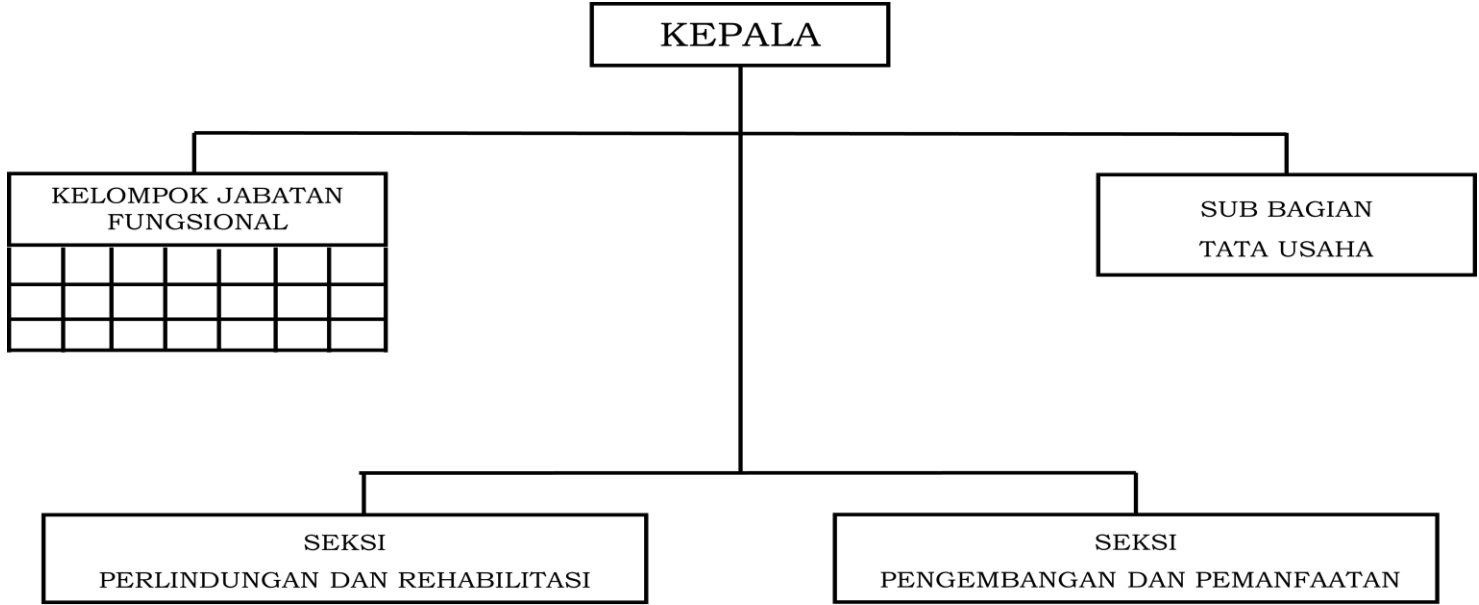 KEPALA
KELOMPOK JABATAN
FUNGSIONAL
SUB BAGIAN
TATA USAHA
SEKSI
PERLINDUNGAN DAN REHABILITASI
SEKSI
PENGEMBANGAN DAN PEMANFAATAN